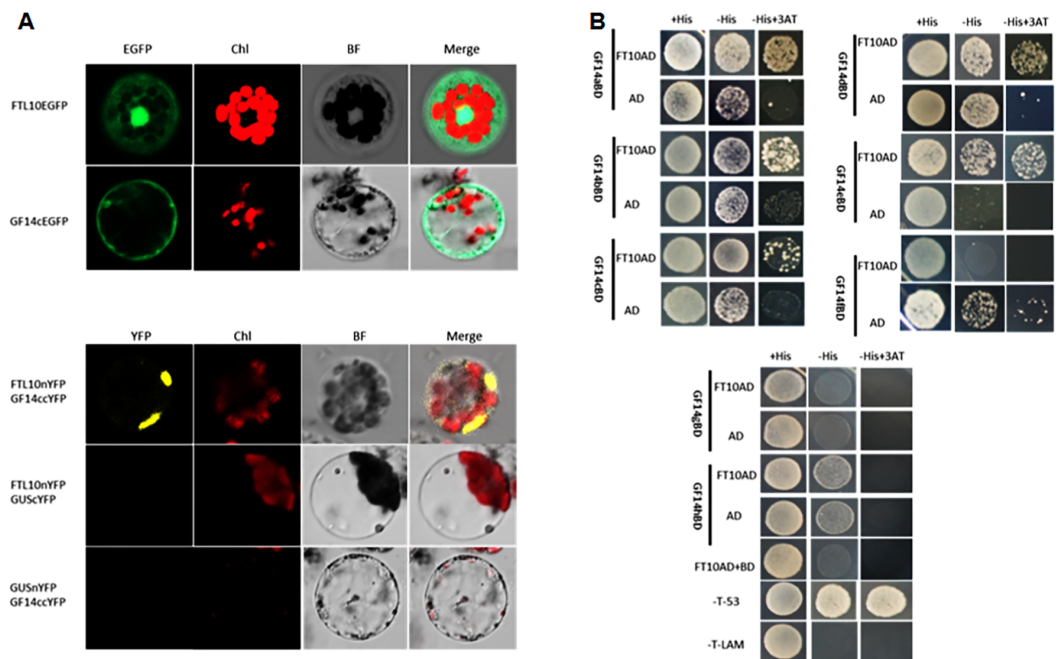 A
EGFP Chl BF Merge
FTL10EGFP
GF14cEGFP
YFP Chl BF Merge
FTL10nYFP
GF14ccYFP
FTL10nYFP
GUScYFP
GUSnYFP
GF14ccYFP
B
+His -His -His+3AT
GF14aBD
FT10AD
AD
GF14bBD
FT10AD
AD
GF14cBD
FT10AD
AD
+His -His -His+3AT
GF14dBD
FT10AD
AD
GF14eBD
FT10AD
AD
GF14fBD
FT10AD
AD
+His -His -His+3AT
GF14gBD
FT10AD
AD
GF14hBD
FT10AD
AD
FT10AD+BD
-T-53
-T-LAM